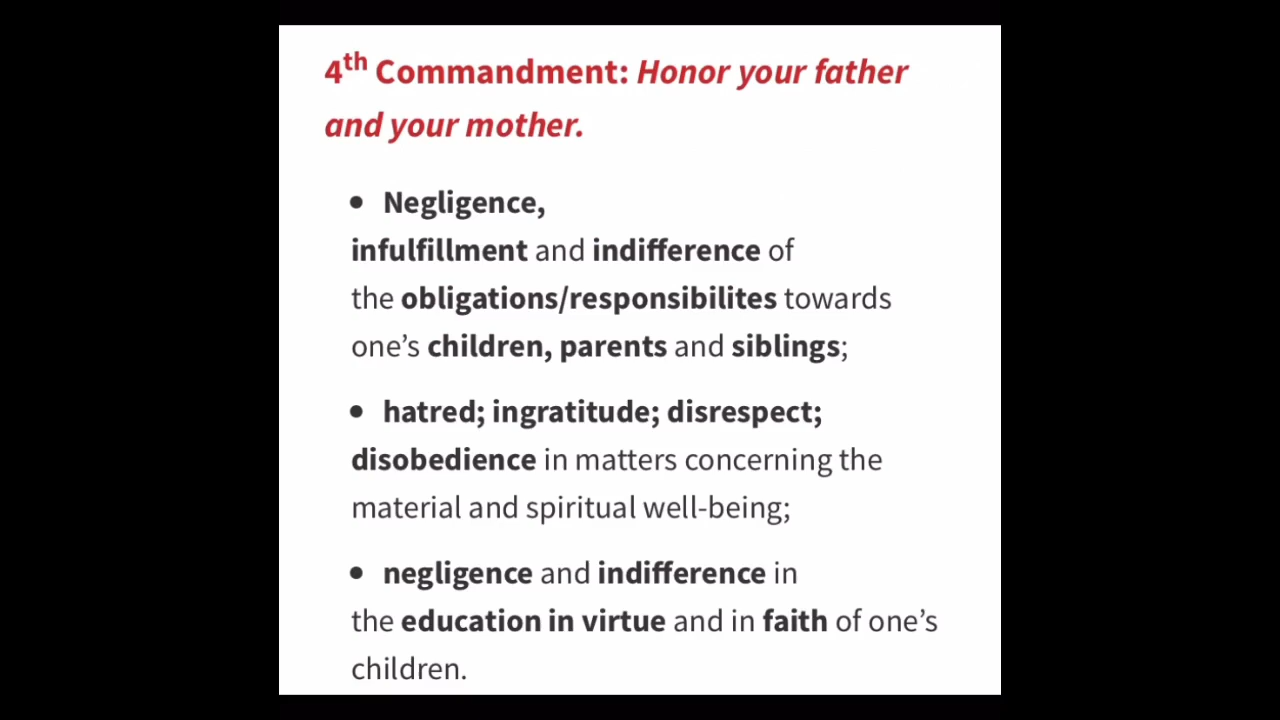 4th Commandment: Honor your father
and your mother.
• Negligence,
infulfillment and indifference of
the obligations/responsibilites towards
one’s children, parents and siblings;
• hatred; ingratitude; disrespect;
disobedience in matters concerning the
material and spiritual well-being;
• negligence and indifference in
the education in virtue and in faith of one’s
children.